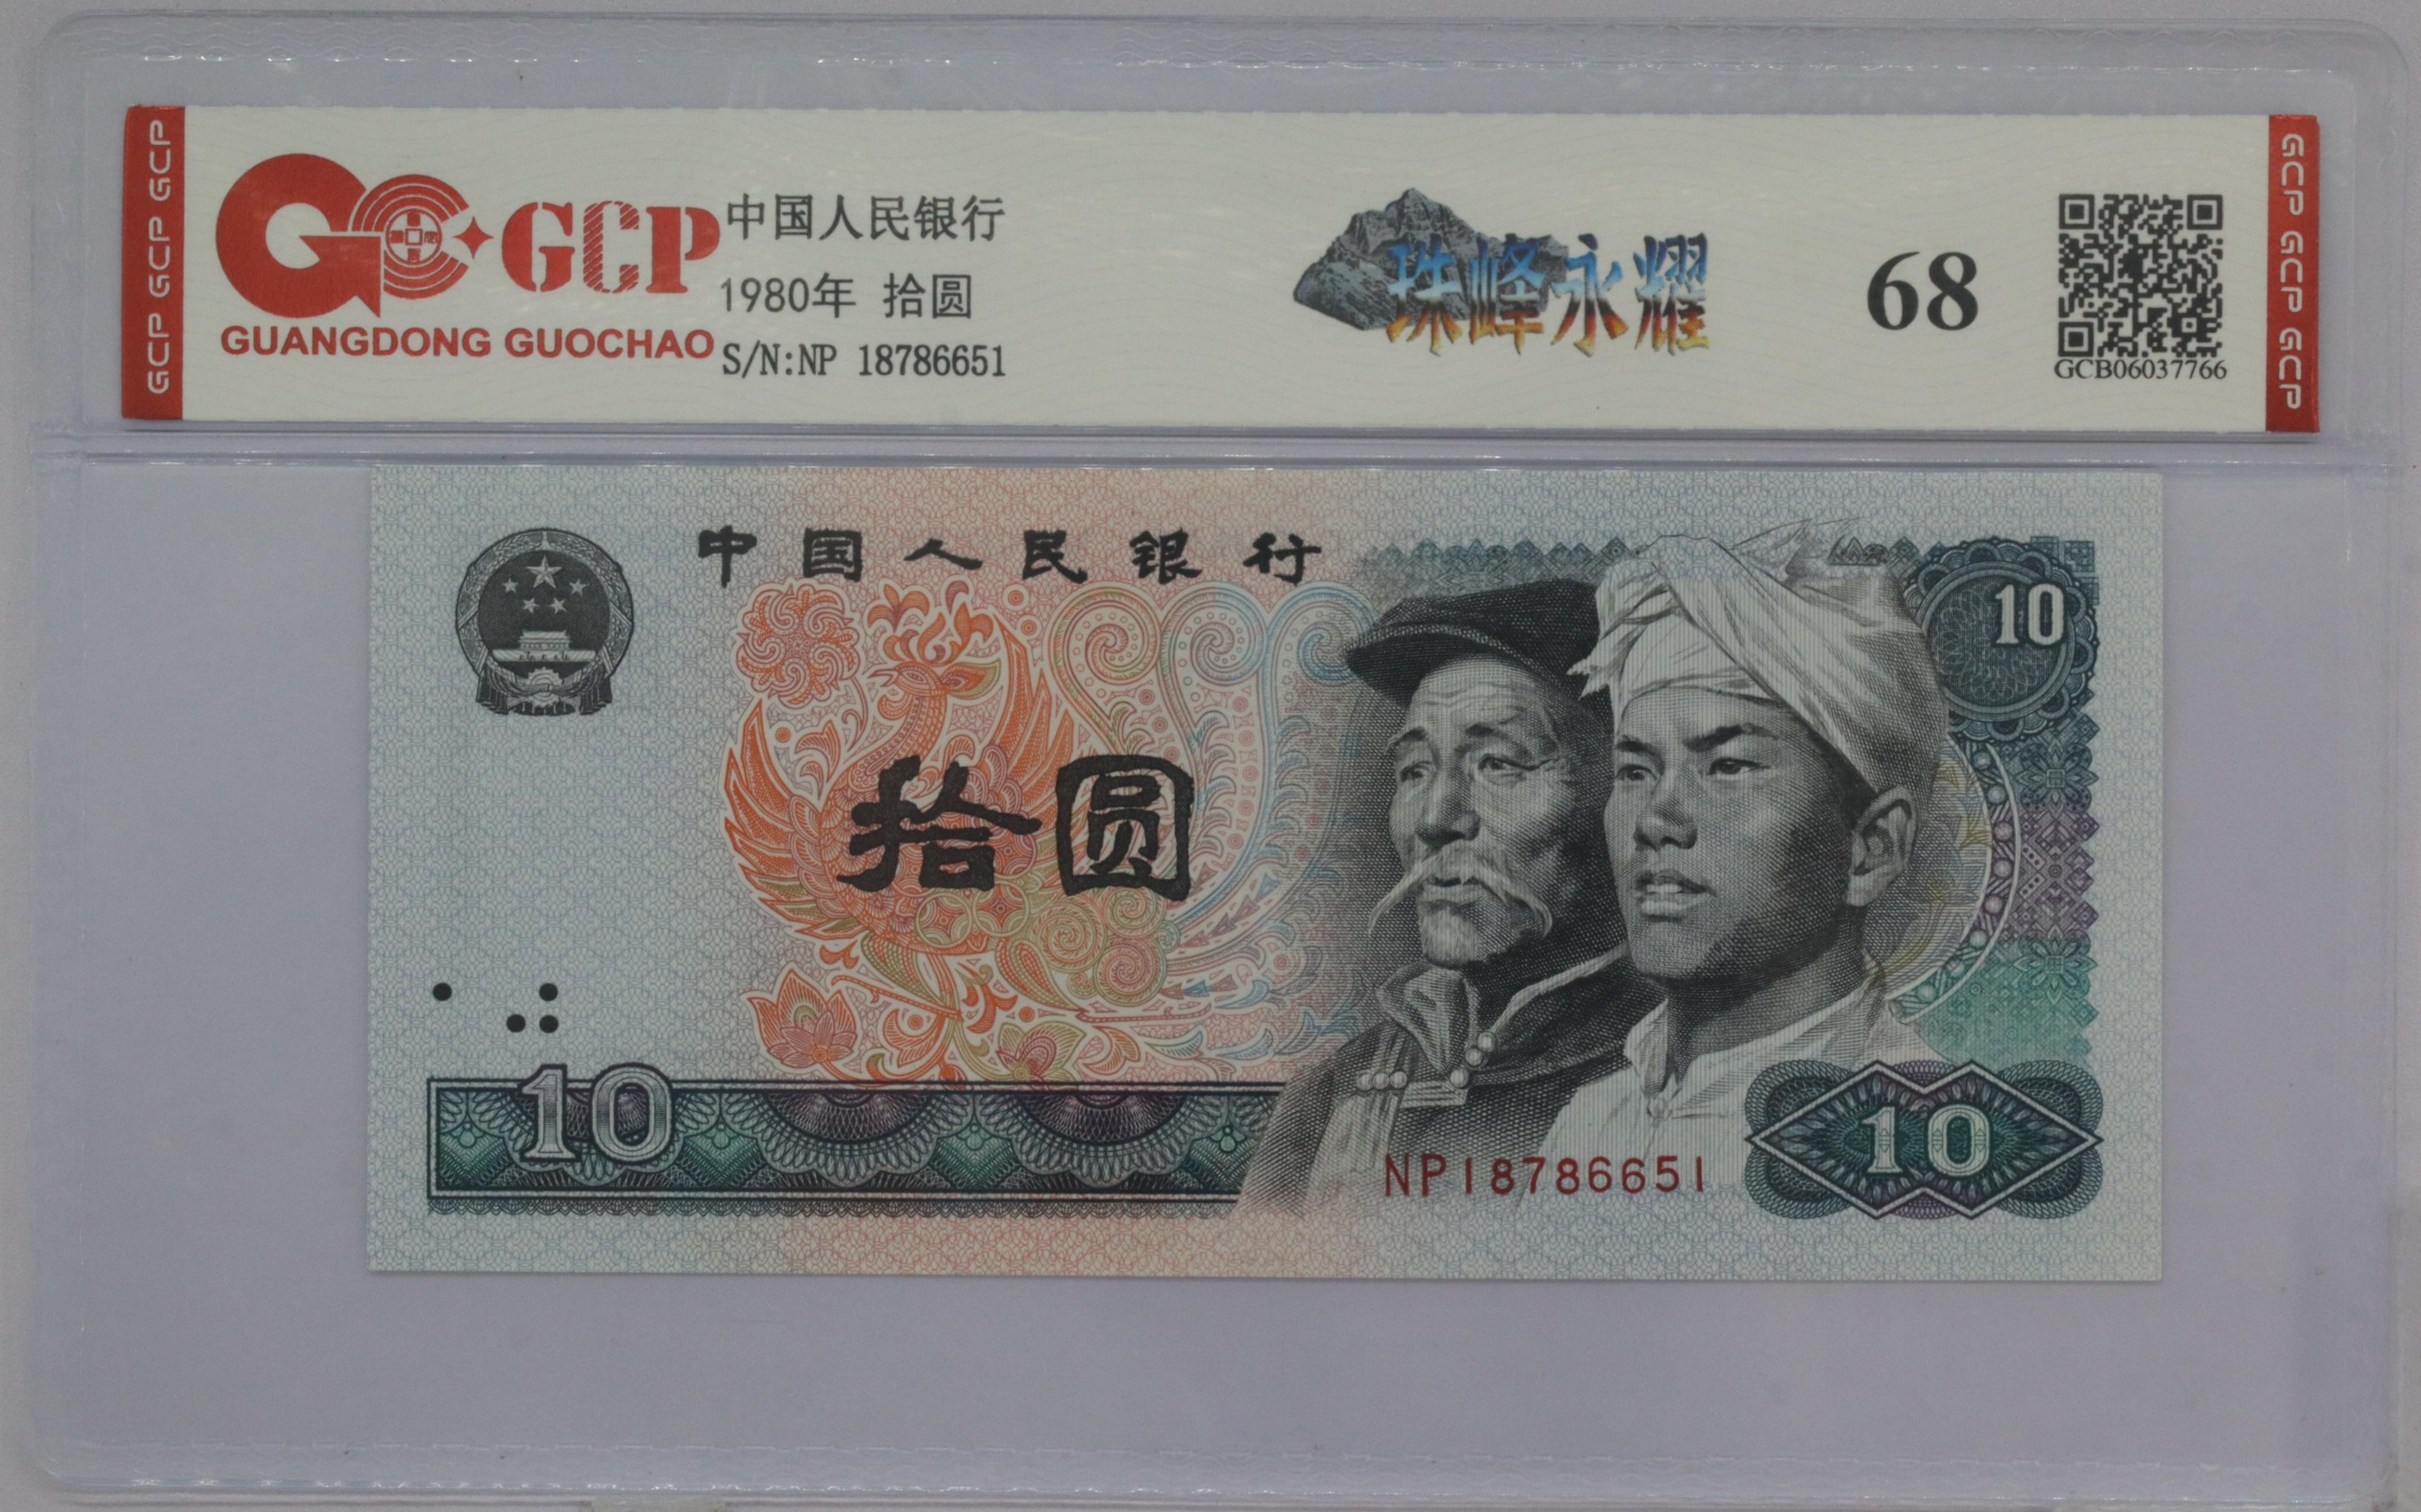 GCP GCP GCP
GCP
GUANGDONG GUOCHAO
中国人民银行
1980年 拾圆
S/N:NP 18786651
珠峰永耀
68
GCB06037766
GCP GCP GCP
中国人民银行
10
拾圆
10
NP18786651
10